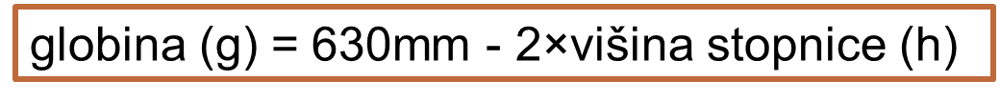 globina (g) = 630mm - 2×višina stopnice (h)